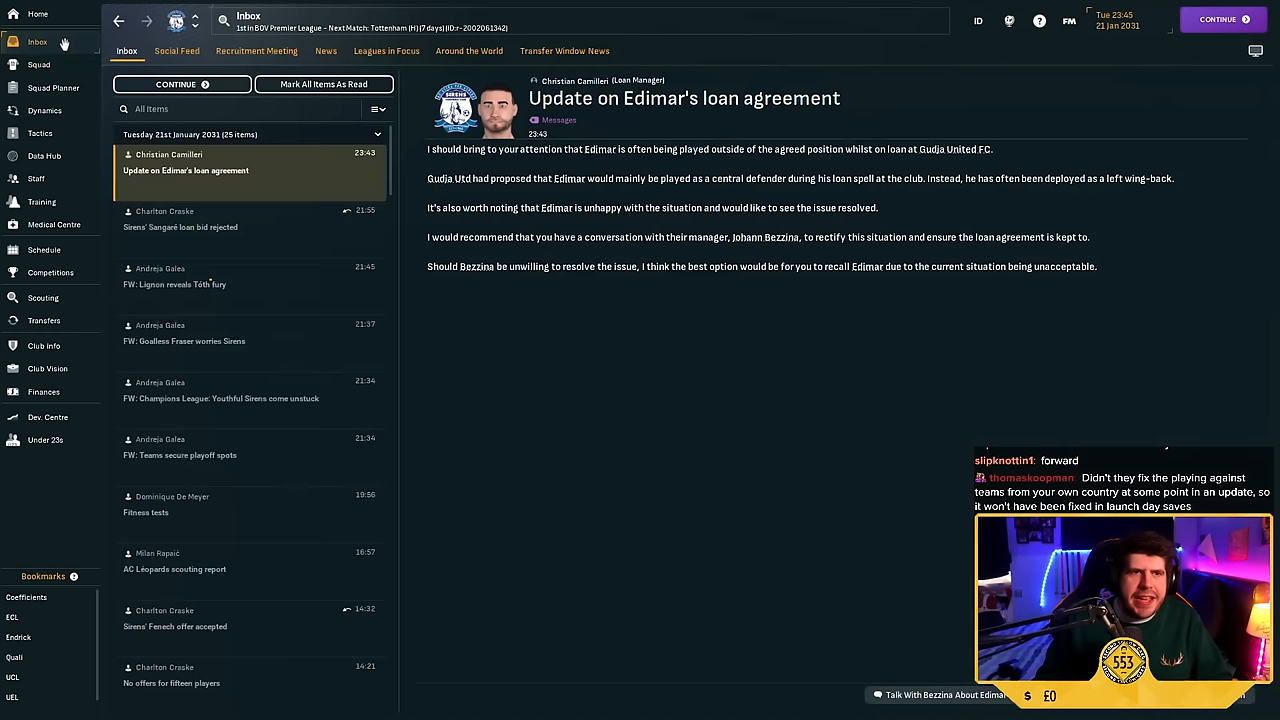 Home
Inbox
Squad
Squad Planner
Dynamics
Tactics
Data Hub
Staff
Training
Medical Centre
Schedule
Competitions
Scouting
Transfers
Club Info
Club Vision
Finances
Dev. Centre
Under 23s
Bookmarks
Coefficients
ECL
Endrick
Quali
UCL
UEL
Inbox
1st in BOV Premier League - Next Match: Tottenham (H) (7 days) (ID:r-2002061342)
ID
?
FM
Tue 23:45
21 Jan 2031
CONTINUE
Inbox
Social Feed
Recruitment Meeting
News
Leagues in Focus
Around the World
Transfer Window News
CONTINUE
Mark All Items As Read
All Items
Tuesday 21st January 2031 (25 items)
Christian Camilleri 23:43
Update on Edimar's loan agreement
Charlton Craske 21:55
Sirens' Sangaré loan bid rejected
Andreja Galea 21:45
FW: Lignon reveals Tóth fury
Andreja Galea 21:37
FW: Goalless Fraser worries Sirens
Andreja Galea 21:34
FW: Champions League: Youthful Sirens come unstuck
Andreja Galea 21:34
FW: Teams secure playoff spots
Dominique De Meyer 19:56
Fitness tests
Milan Rapaić 16:57
AC Léopards scouting report
Charlton Craske 14:32
Sirens' Fenech offer accepted
Charlton Craske 14:21
No offers for fifteen players
SIRENS
Christian Camilleri (Loan Manager)
Update on Edimar's loan agreement
Messages
23:43
I should bring to your attention that Edimar is often being played outside of the agreed position whilst on loan at Gudja United FC.
Gudja Utd had proposed that Edimar would mainly be played as a central defender during his loan spell at the club. Instead, he has often been deployed as a left wing-back.
It's also worth noting that Edimar is unhappy with the situation and would like to see the issue resolved.
I would recommend that you have a conversation with their manager, Johann Bezzina, to rectify this situation and ensure the loan agreement is kept to.
Should Bezzina be unwilling to resolve the issue, I think the best option would be for you to recall Edimar due to the current situation being unacceptable.
slipknottin1: forward
thomaskoopman: Didn't they fix the playing against
teams from your own country at some point in an update, so
it won't have been fixed in launch day saves
553
Talk With Bezzina About Edimar
$ £0